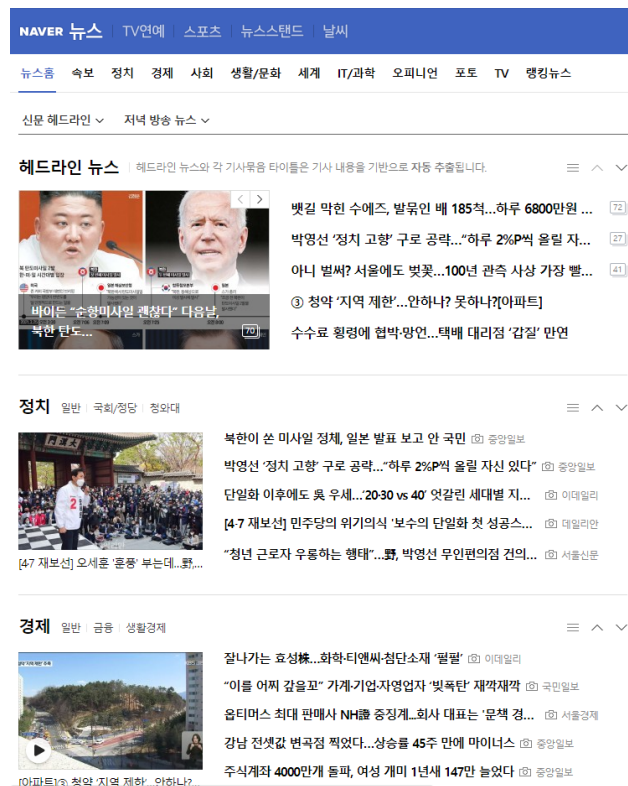 NAVER 뉴스 TV연예 스포츠 뉴스스탠드 날씨
뉴스홈 속보 정치 경제 사회 생활/문화 세계 IT/과학 오피니언 포토 TV 랭킹뉴스
신문 헤드라인 저녁 방송 뉴스
헤드라인 뉴스 헤드라인 뉴스와 각 기사묶음 타이틀은 기사 내용을 기반으로 자동 추출됩니다.
바이든 "순항미사일 괜찮다" 다음날, 북한 탄도... 70
뱃길 막힌 수에즈, 발묶인 배 185척…하루 6800만원 ... 72
박영선 '정치 고향' 구로 공략…"하루 2%P씩 올릴 자... 27
아니 벌써? 서울에도 벚꽃…100년 관측 사상 가장 빨... 41
③ 청약 '지역 제한'…안하나? 못하나?[아파트]
수수료 횡령에 협박·망언…택배 대리점 '갑질' 만연
정치 일반 국회/정당 청와대
[4·7 재보선] 오세훈 '훈풍' 부는데…野,...
북한이 쏜 미사일 정체, 일본 발표 보고 안 국민 중앙일보
박영선 '정치 고향' 구로 공략…"하루 2%P씩 올릴 자신 있다" 중앙일보
단일화 이후에도 吳 우세…'20·30 vs 40' 엇갈린 세대별 지... 이데일리
[4·7 재보선] 민주당의 위기의식 '보수의 단일화 첫 성공스... 데일리안
"청년 근로자 우롱하는 행태"…野, 박영선 무인편의점 건의... 서울신문
경제 일반 금융 생활경제
[아파트]③ 청약 '지역 제한'…안하나?
잘나가는 효성株…화학·티앤씨·첨단소재 '펄펄' 이데일리
"이를 어찌 갚을꼬" 가계·기업·자영업자 '빚폭탄' 재깍재깍 국민일보
옵티머스 최대 판매사 NH證 중징계…회사 대표는 '문책 경... 서울경제
강남 전셋값 변곡점 찍었다…상승률 45주 만에 마이너스 중앙일보
주식계좌 4000만개 돌파, 여성 개미 1년새 147만 늘었다 중앙일보